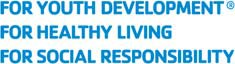 FOR YOUTH DEVELOPMENT®
FOR HEALTHY LIVING
FOR SOCIAL RESPONSIBILITY